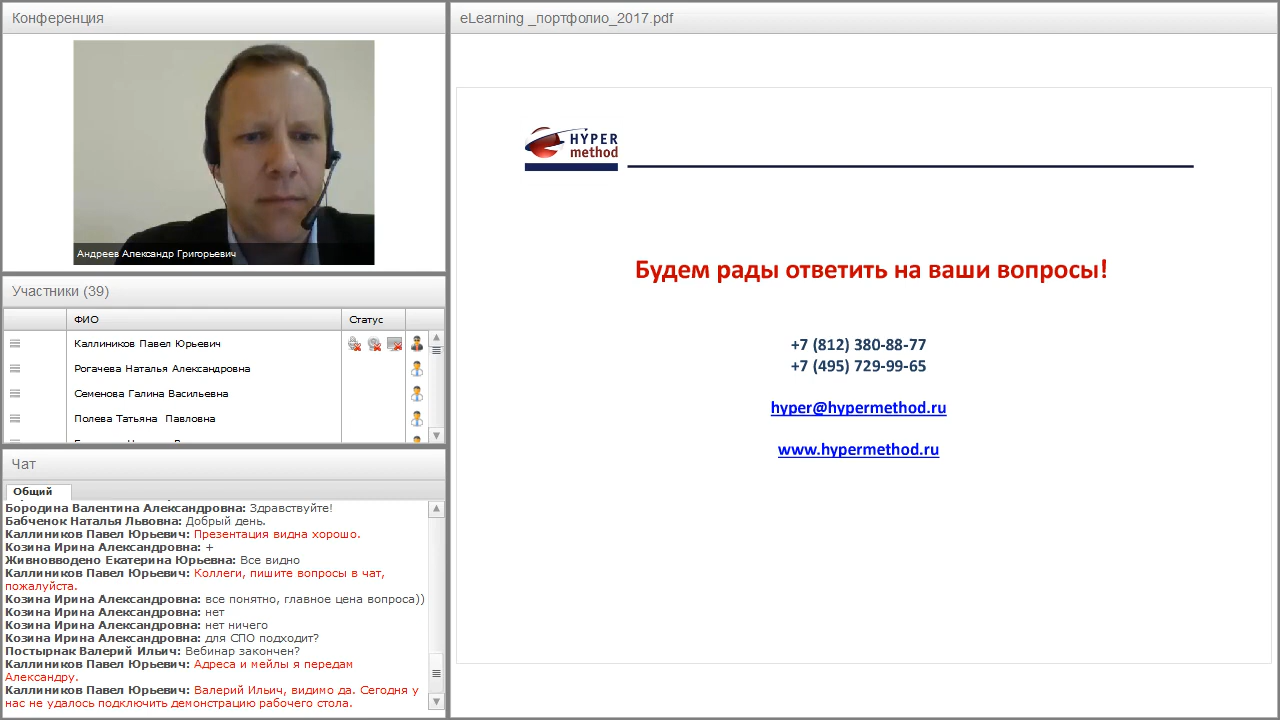 Конференция
Андреев Александр Григорьевич
Участники (39)
ФИО
Статус
Каллиников Павел Юрьевич
Рогачева Наталья Александровна
Семенова Галина Васильевна
Полева Татьяна Павловна
Чат
Общий
Бородина Валентина Александровна: Здравствуйте!
Бабченок Наталья Львовна: Добрый день.
Каллиников Павел Юрьевич: Презентация видна хорошо.
Козина Ирина Александровна: +
Живновводено Екатерина Юрьевна: Все видно
Каллиников Павел Юрьевич: Коллеги, пишите вопросы в чат,
пожалуйста.
Козина Ирина Александровна: все понятно, главное цена вопроса))
Козина Ирина Александровна: нет
Козина Ирина Александровна: нет ничего
Козина Ирина Александровна: для СПО подходит?
Постырнак Валерий Ильич: Вебинар закончен?
Каллиников Павел Юрьевич: Адреса и мейлы я передам
Александру.
Каллиников Павел Юрьевич: Валерий Ильич, видимо да. Сегодня у
нас не удалось подключить демонстрацию рабочего стола.
eLearning _портфолио_2017.pdf
HYPER
method
Будем рады ответить на ваши вопросы!
+7 (812) 380-88-77
+7 (495) 729-99-65
hyper@hypermethod.ru
www.hypermethod.ru